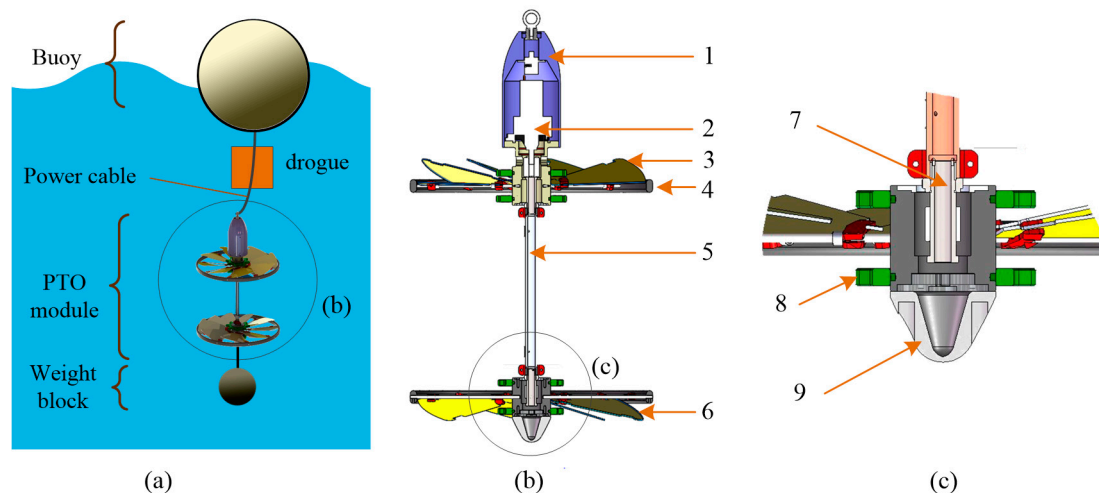 Buoy
drogue
Power cable
PTO
module
(b)
Weight
block
(a)
1
2
3
4
5
(c)
6
(b)
7
8
9
(c)